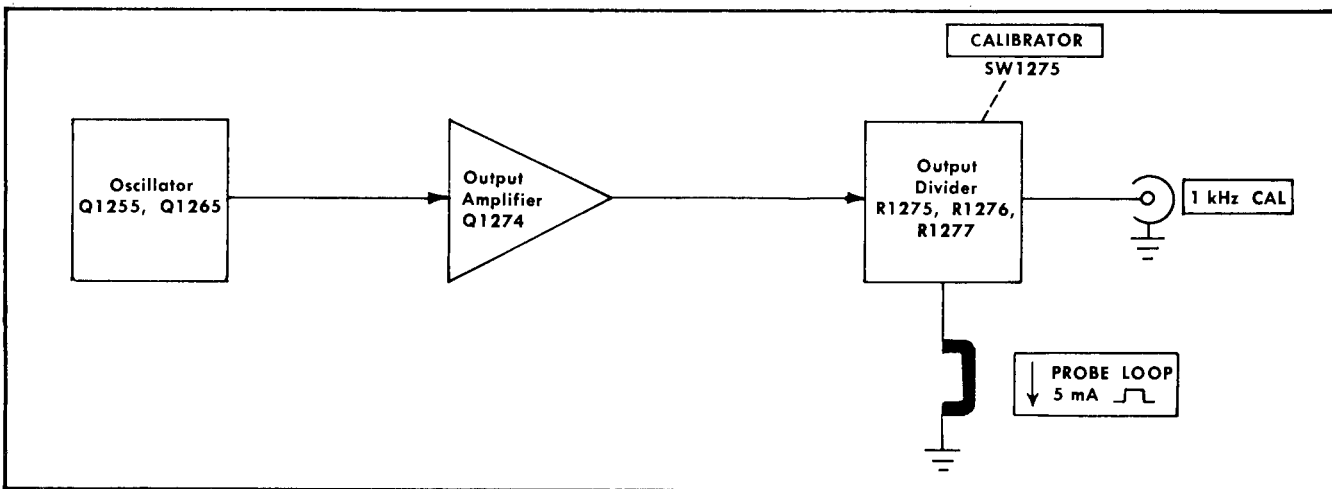 CALIBRATOR
SW1275
Oscillator
Q1255, Q1265
Output
Amplifier
Q1274
Output
Divider
R1275, R1276,
R1277
1 kHz CAL
PROBE LOOP
5 mA